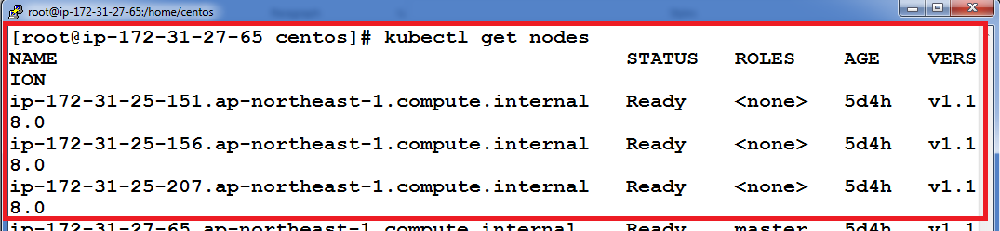 root@ip-172-31-27-65:/home/centos
[root@ip-172-31-27-65 centos]# kubectl get nodes
NAME STATUS ROLES AGE VERS
ION
ip-172-31-25-151.ap-northeast-1.compute.internal Ready <none> 5d4h v1.1
8.0
ip-172-31-25-156.ap-northeast-1.compute.internal Ready <none> 5d4h v1.1
8.0
ip-172-31-25-207.ap-northeast-1.compute.internal Ready <none> 5d4h v1.1
8.0
ip-172-31-27-65.ap-northeast-1.compute.internal Ready master 5d4h v1.1